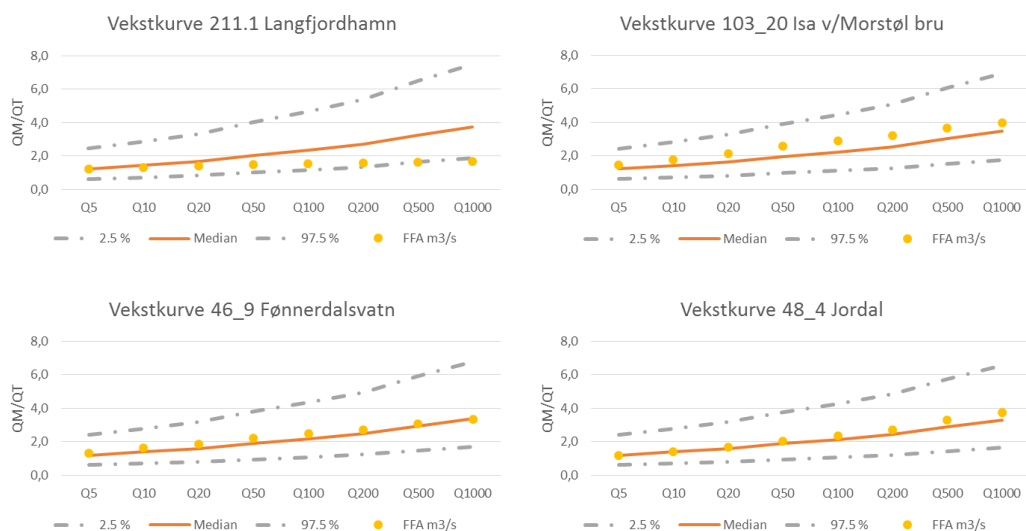 Vekstkurve 211.1 Langfjordhamn
8,0
6,0
4,0
2,0
0,0
QM/QT
Q5 Q10 Q20 Q50 Q100 Q200 Q500 Q1000
2.5 % Median 97.5 % FFA m3/s
Vekstkurve 103_20 Isa v/Morstøl bru
8,0
6,0
4,0
2,0
0,0
QM/QT
Q5 Q10 Q20 Q50 Q100 Q200 Q500 Q1000
2.5 % Median 97.5 % FFA m3/s
Vekstkurve 46_9 Fønnerdalsvatn
8,0
6,0
4,0
2,0
0,0
QM/QT
Q5 Q10 Q20 Q50 Q100 Q200 Q500 Q1000
2.5 % Median 97.5 % FFA m3/s
Vekstkurve 48_4 Jordal
8,0
6,0
4,0
2,0
0,0
QM/QT
Q5 Q10 Q20 Q50 Q100 Q200 Q500 Q1000
2.5 % Median 97.5 % FFA m3/s